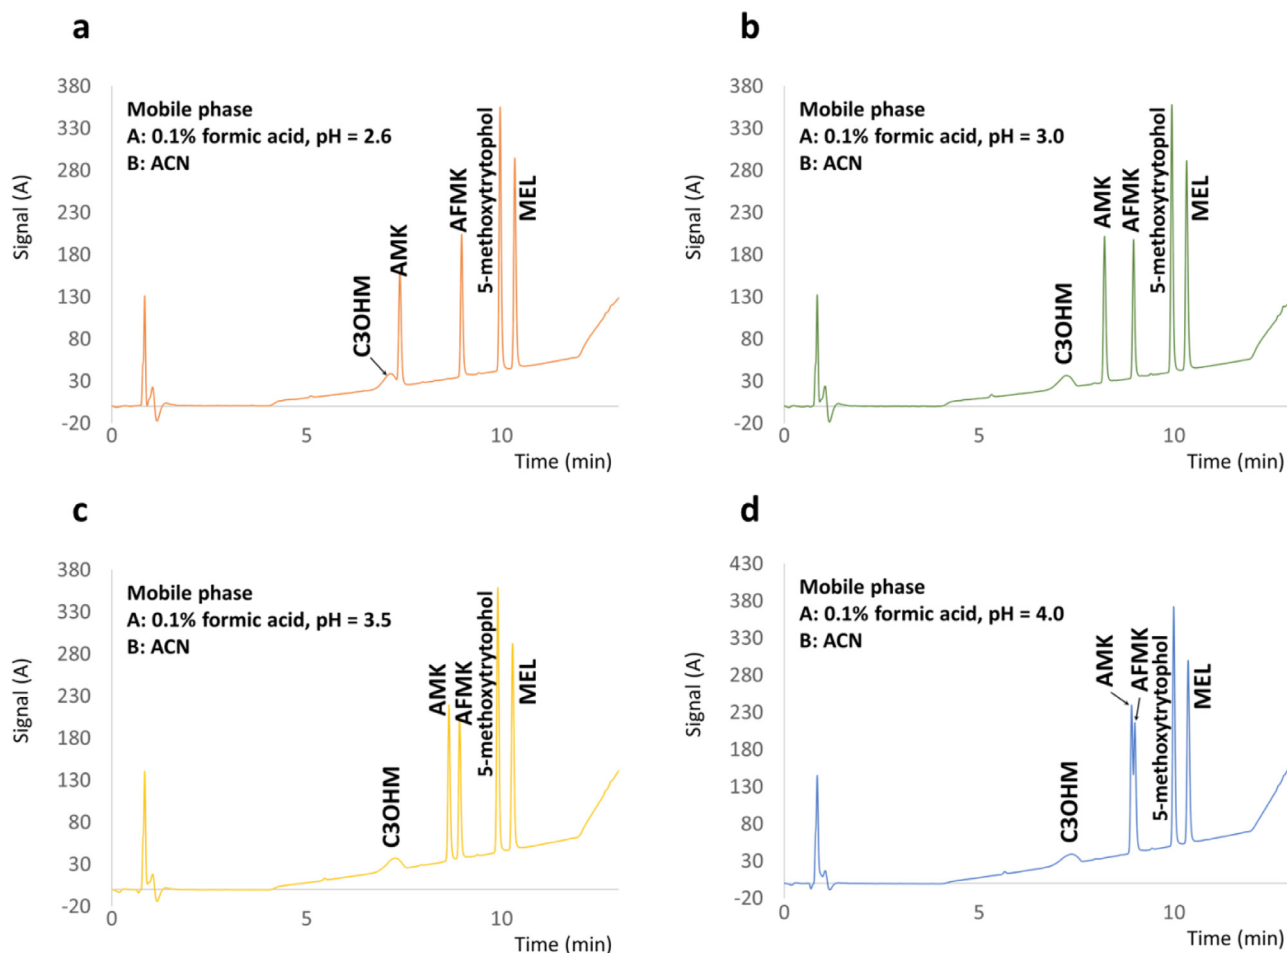 a
Signal (A)
380
330
280
230
180
130
80
30
-20
Mobile phase
A: 0.1% formic acid, pH = 2.6
B: ACN
C3OHM
AMK
AFMK
5-methoxytrytophol
MEL
0
5
10
Time (min)
b
Signal (A)
380
330
280
230
180
130
80
30
-20
Mobile phase
A: 0.1% formic acid, pH = 3.0
B: ACN
C3OHM
AMK
AFMK
5-methoxytrytophol
MEL
0
5
10
Time (min)
c
Signal (A)
380
330
280
230
180
130
80
30
-20
Mobile phase
A: 0.1% formic acid, pH = 3.5
B: ACN
C3OHM
AMK
AFMK
5-methoxytrytophol
MEL
0
5
10
Time (min)
d
Signal (A)
430
380
330
280
230
180
130
80
30
-20
Mobile phase
A: 0.1% formic acid, pH = 4.0
B: ACN
C3OHM
AMK
AFMK
5-methoxytrytophol
MEL
0
5
10
Time (min)